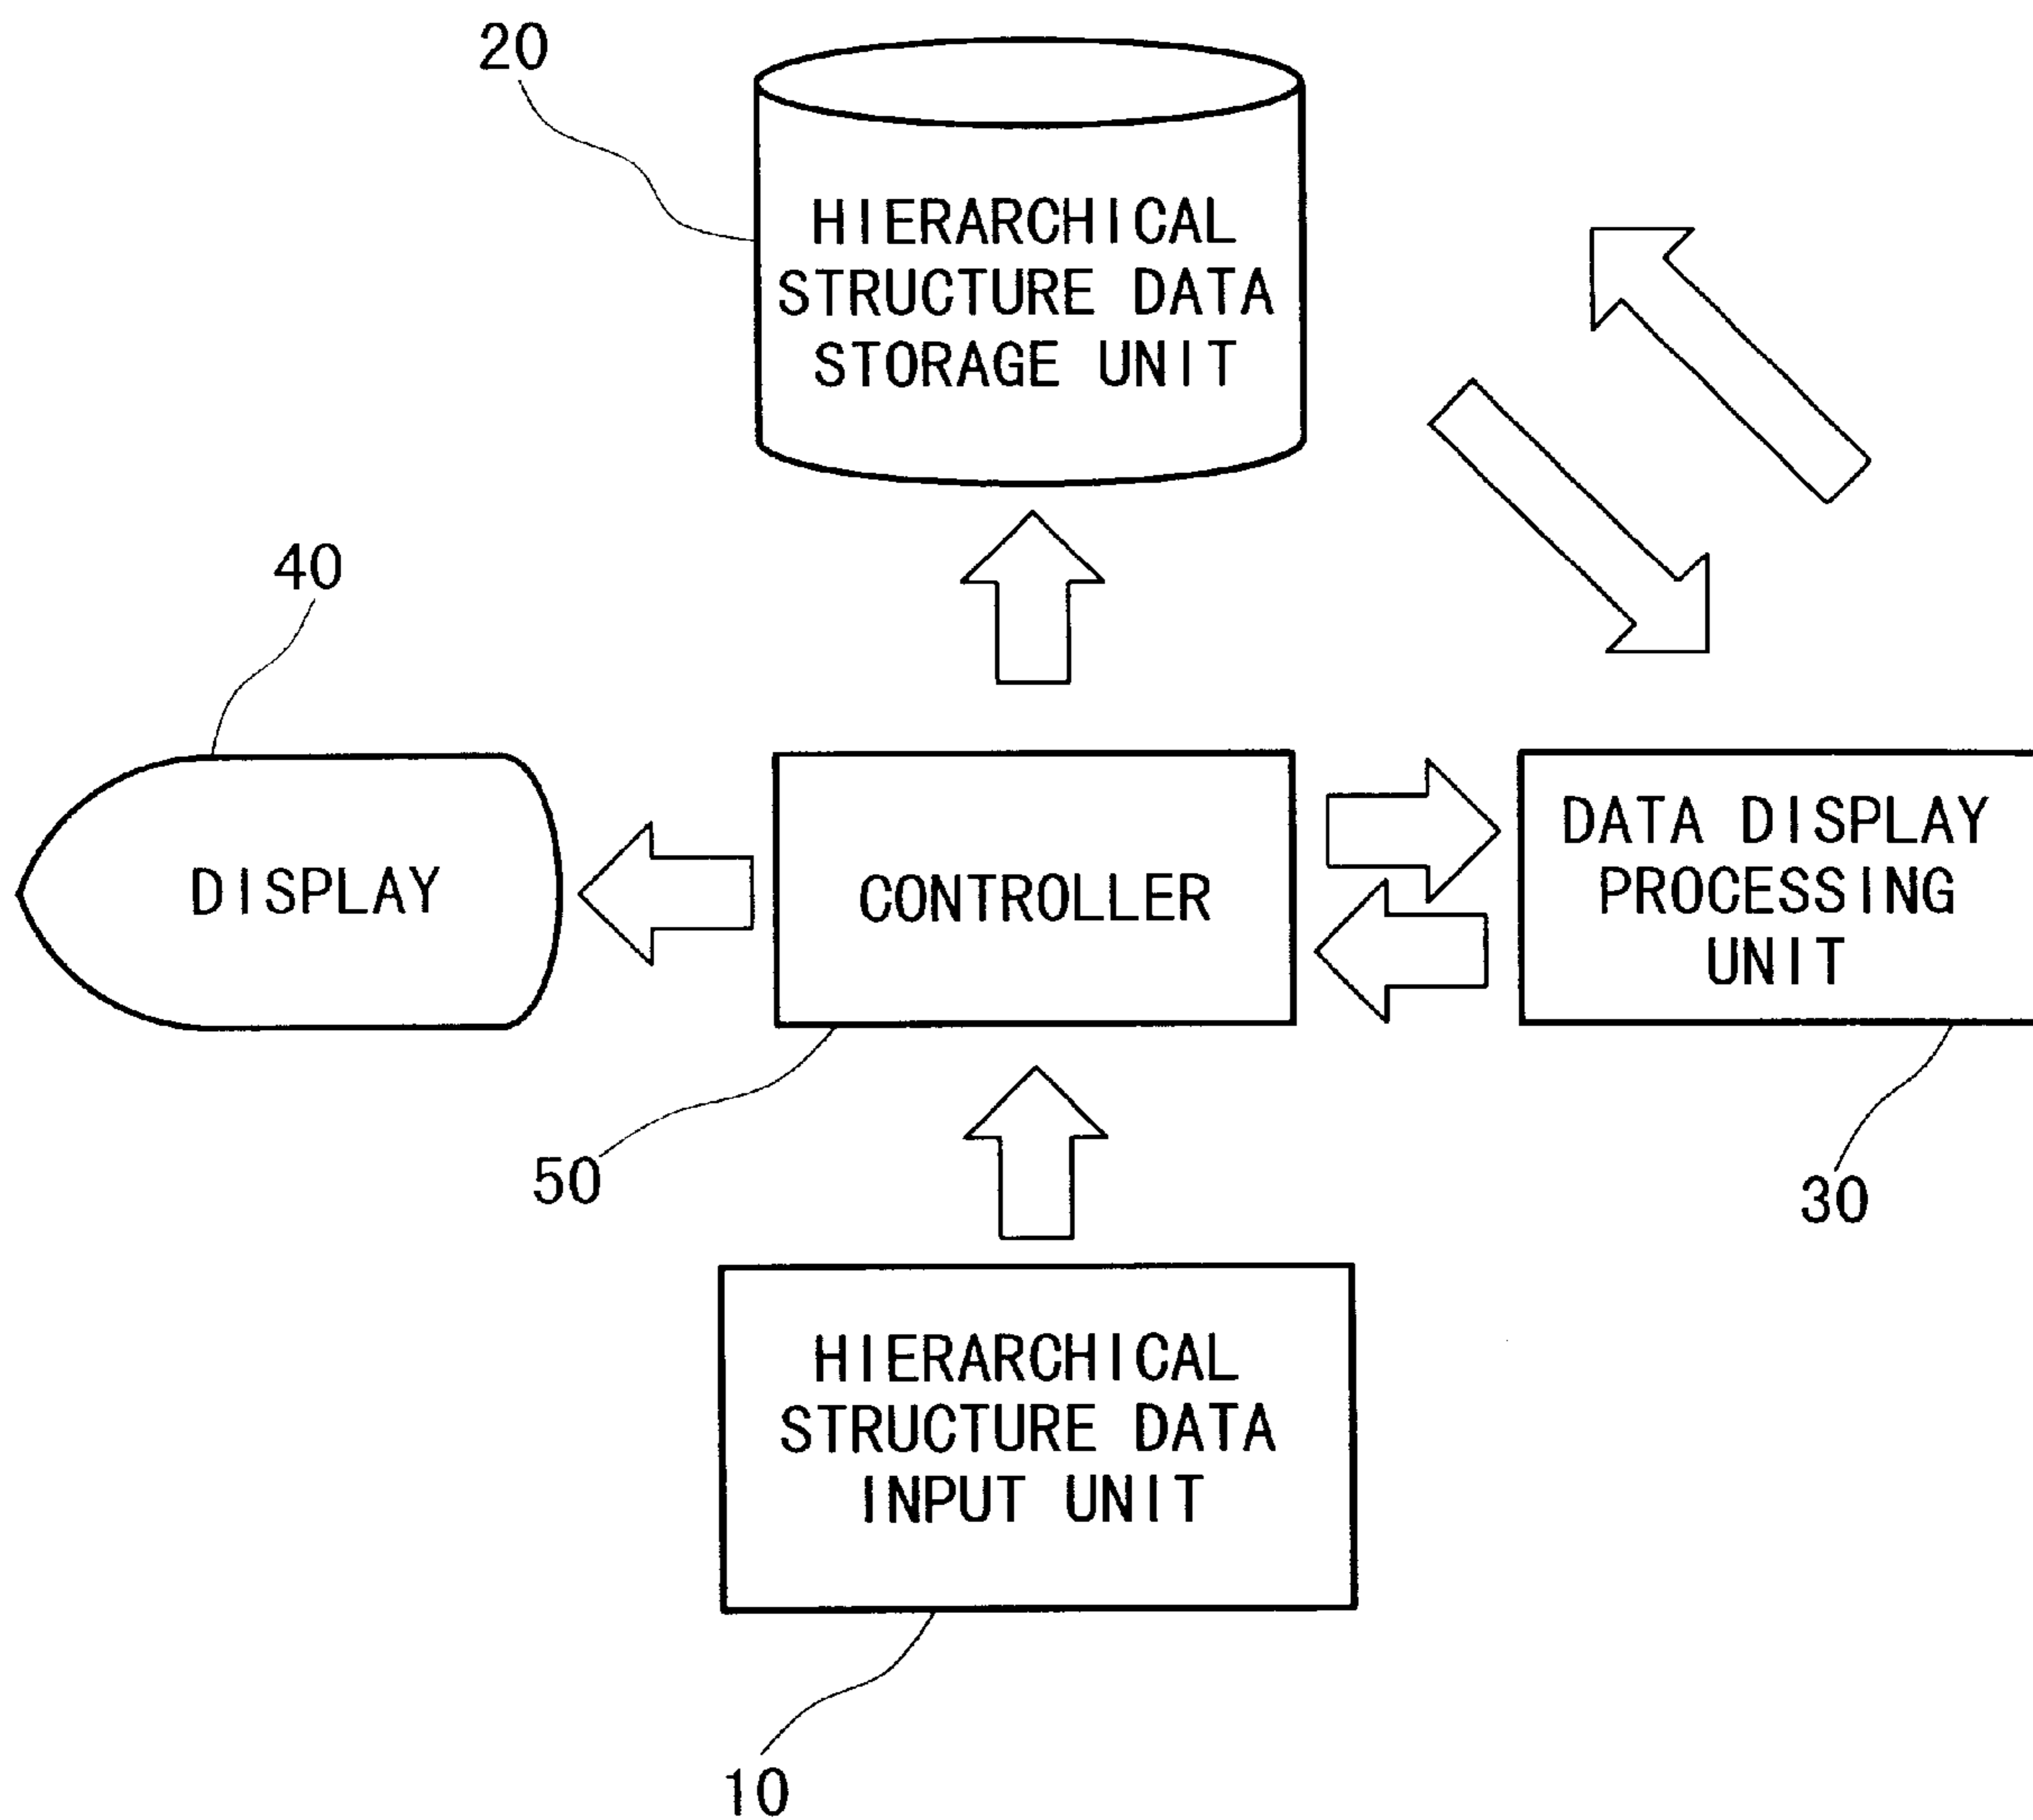 20
HIERARCHICAL
STRUCTURE DATA
STORAGE UNIT
40
DISPLAY
CONTROLLER
DATA DISPLAY
PROCESSING
UNIT
50
30
HIERARCHICAL
STRUCTURE DATA
INPUT UNIT
10